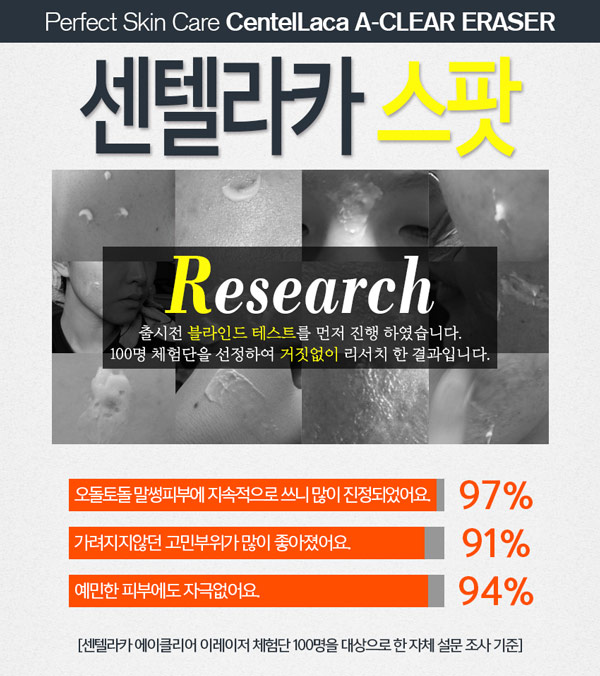 Perfect Skin Care CentelLaca A-CLEAR ERASER
센텔라카 스팟
Research
출시전 블라인드 테스트를 먼저 진행 하였습니다.
100명 체험단을 선정하여 거짓없이 리서치 한 결과입니다.
오돌토돌 말썽피부에 지속적으로 쓰니 많이 진정되었어요. 97%
가려지지않던 고민부위가 많이 좋아졌어요. 91%
예민한 피부에도 자극없어요. 94%
[센텔라카 에이클리어 이레이저 체험단 100명을 대상으로 한 자체 설문 조사 기준]